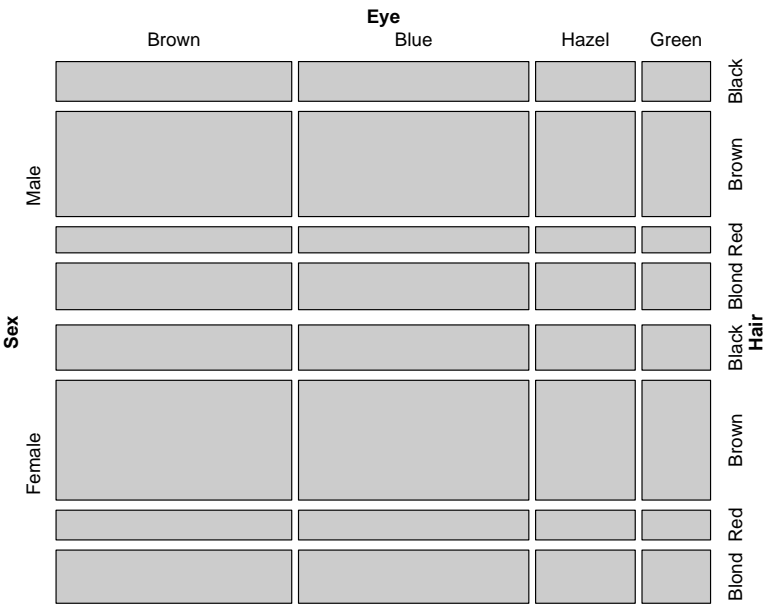 Eye
Brown Blue Hazel Green
Sex
Male
Female
Black
Brown
Red
Blond
Black
Brown
Red
Blond
Hair